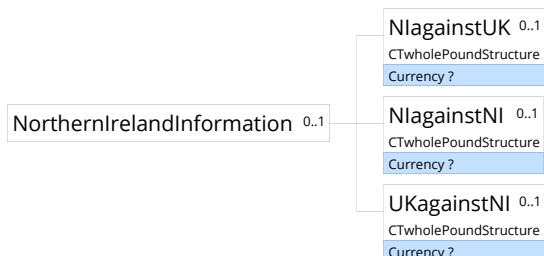 NIagainstUK 0..1
CTwholePoundStructure
Currency ?
NorthernIrelandInformation 0..1
NIagainstNI 0..1
CTwholePoundStructure
Currency ?
UKagainstNI 0..1
CTwholePoundStructure
Currency ?